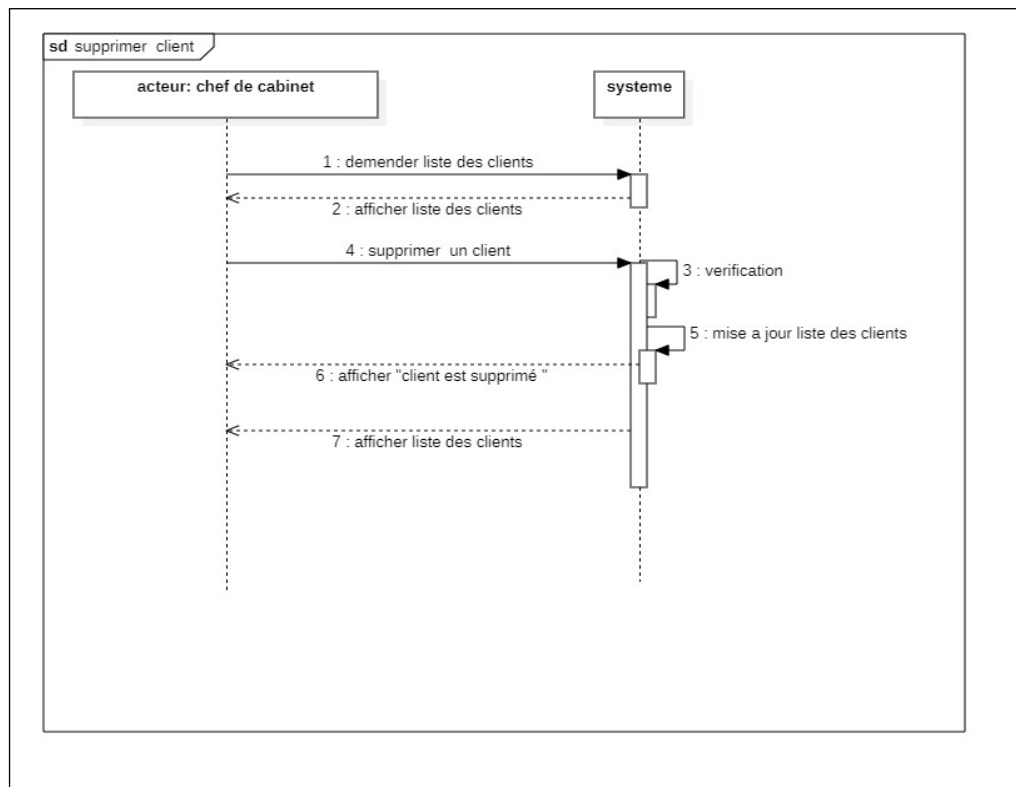 sd supprimer client
acteur: chef de cabinet
systeme
1 : demender liste des clients
2 : afficher liste des clients
4 : supprimer un client
3 : verification
5 : mise a jour liste des clients
6 : afficher "client est supprimé "
7 : afficher liste des clients